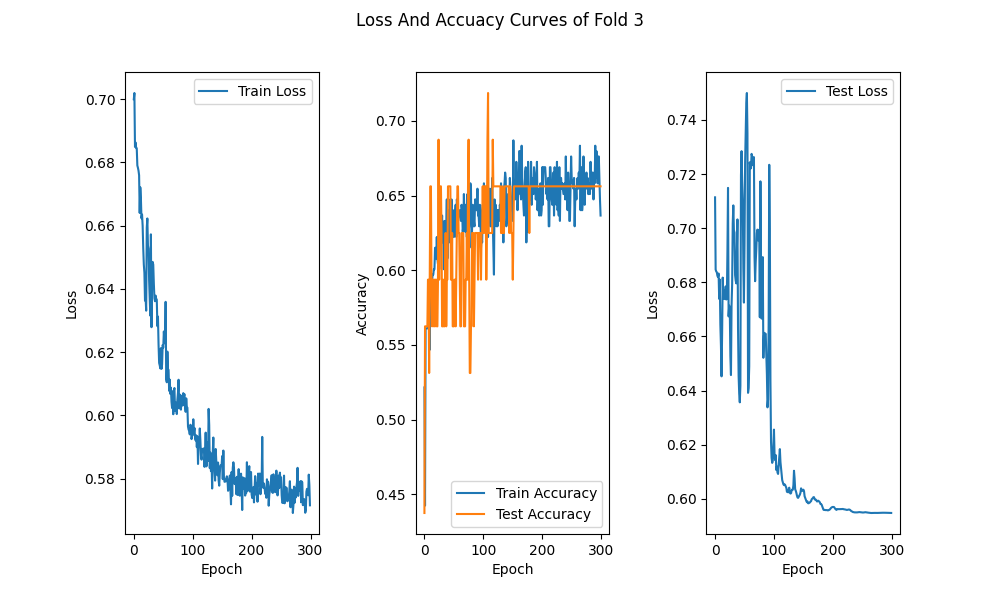 Loss And Accuacy Curves of Fold 3
Train Loss
0.70
0.68
0.66
0.64
0.62
0.60
0.58
Loss
0 100 200 300
Epoch
Train Accuracy
Test Accuracy
0.70
0.65
0.60
0.55
0.50
0.45
Accuracy
0 100 200 300
Epoch
Test Loss
0.74
0.72
0.70
0.68
0.66
0.64
0.62
0.60
Loss
0 100 200 300
Epoch